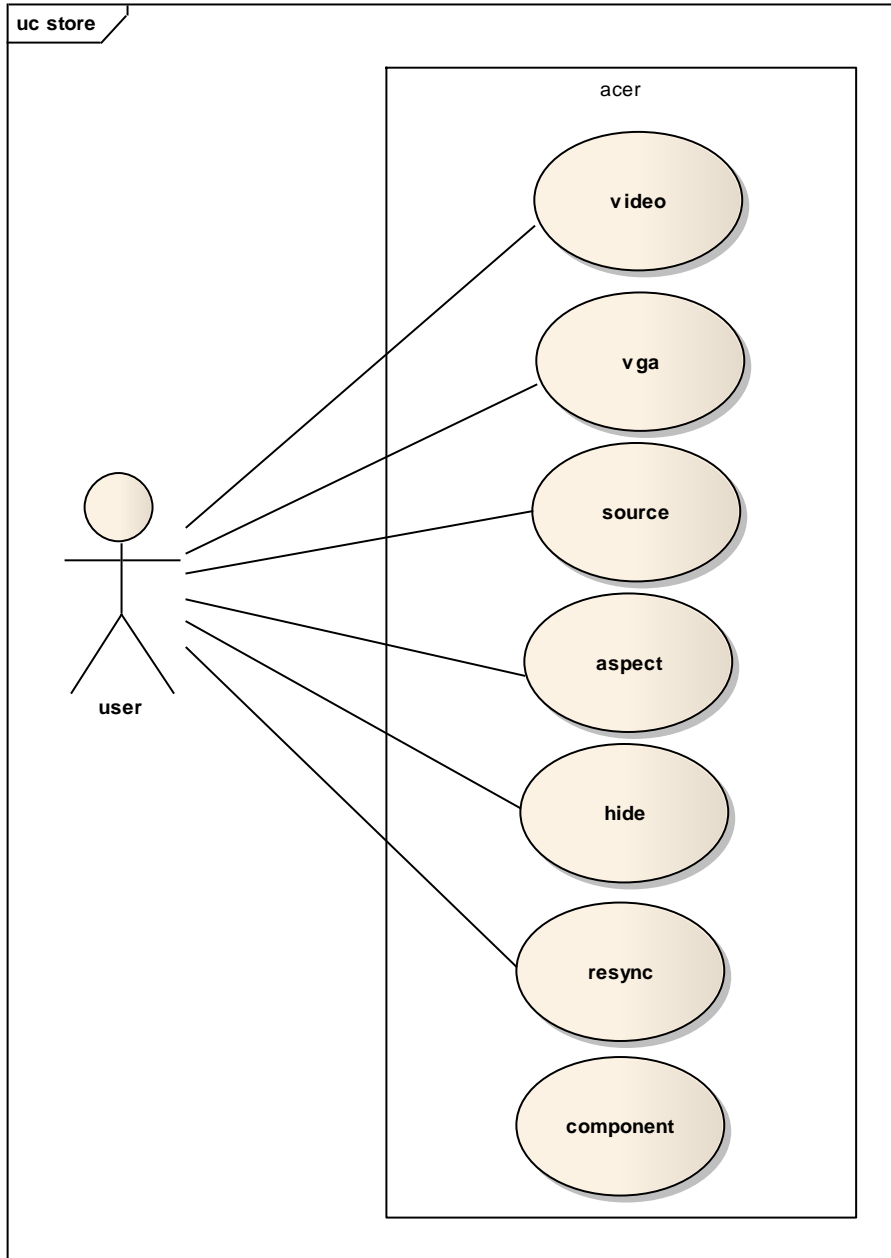 uc store
acer
video
vga
source
aspect
hide
user
resync
component